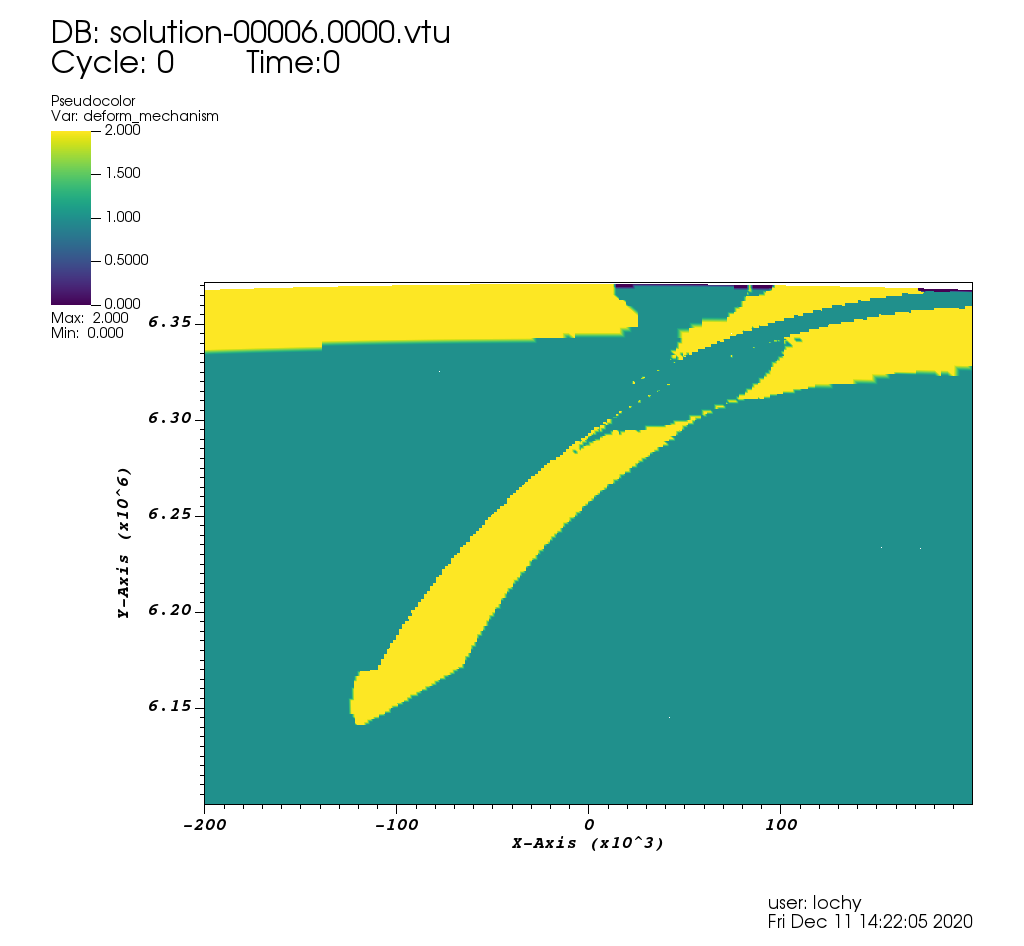 DB: solution-00006.0000.vtu
Cycle: 0 Time:0
Pseudocolor
Var: deform_mechanism
2.000
1.500
1.000
0.5000
0.000
Max: 2.000
Min: 0.000
6.35
6.30
6.25
6.20
6.15
Y-Axis (x10^6)
-200 -100 0 100
X-Axis (x10^3)
user: lochy
Fri Dec 11 14:22:05 2020